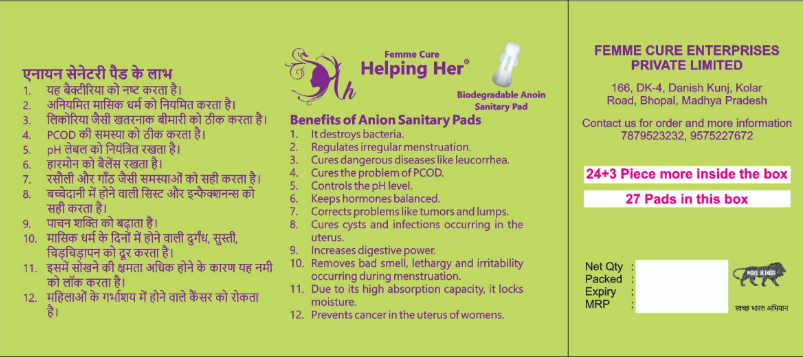 एनायन सेनेटरी पैड के लाभ
1. यह बैक्टीरिया को नष्ट करता है।
2. अनियमित मासिक धर्म को नियमित करता है।
3. लिकोरिया जैसी खतरनाक बीमारी को ठीक करता है।
4. PCOD की समस्या को ठीक करता है।
5. pH लेबल को नियंत्रित रखता है।
6. हारमोन को बैलेंस रखता है।
7. रसौली और गाँठ जैसी समस्याओं को सही करता है।
8. बच्चेदानी में होने वाली सिस्ट और इन्फैक्शनन्स को
सही करता है।
9. पाचन शक्ति को बढ़ाता है।
10. मासिक धर्म के दिनों में होने वाली दुर्गंध, सुस्ती,
चिड़चिड़ापन को दूर करता है।
11. इसमें सोखने की क्षमता अधिक होने के कारण यह नमी
को लॉक करता है।
12. महिलाओं के गर्भाशय में होने वाले कैंसर को रोकता
है।
Femme Cure
Helping Her®
Hh
Biodegradable Anoin
Sanitary Pad
Benefits of Anion Sanitary Pads
1. It destroys bacteria.
2. Regulates irregular menstruation.
3. Cures dangerous diseases like leucorrhea.
4. Cures the problem of PCOD.
5. Controls the pH level.
6. Keeps hormones balanced.
7. Corrects problems like tumors and lumps.
8. Cures cysts and infections occurring in the
uterus.
9. Increases digestive power.
10. Removes bad smell, lethargy and irritability
occurring during menstruation.
11. Due to its high absorption capacity, it locks
moisture.
12. Prevents cancer in the uterus of womens.
FEMME CURE ENTERPRISES
PRIVATE LIMITED
166, DK-4, Danish Kunj, Kolar
Road, Bhopal, Madhya Pradesh
Contact us for order and more information
7879523232, 9575227672
24+3 Piece more inside the box
27 Pads in this box
Net Qty :
Packed :
Expiry :
MRP :
MAKE IN INDIA
स्वच्छ भारत अभियान